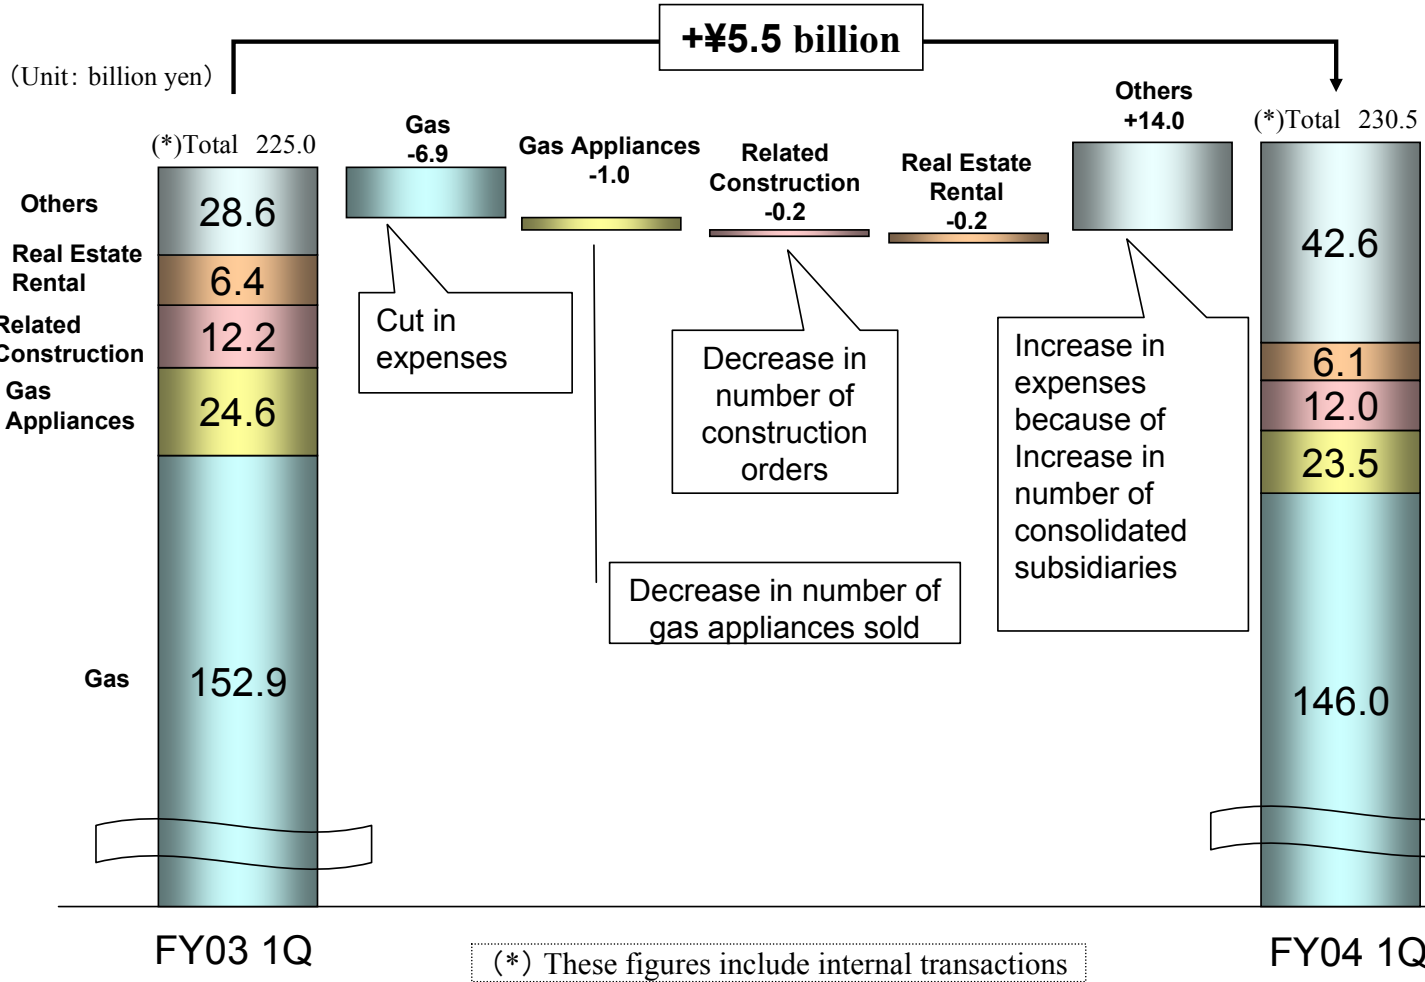 +¥5.5 billion
（Unit: billion yen）
(*)Total 225.0
Gas
-6.9
Gas Appliances
-1.0
Related
Construction
-0.2
Real Estate
Rental
-0.2
Others
+14.0
(*)Total 230.5
Others
28.6
Real Estate
Rental
6.4
Related
Construction
12.2
Gas
Appliances
24.6
Gas
152.9
Cut in
expenses
Decrease in
number of
construction
orders
Decrease in number of
gas appliances sold
Increase in
expenses
because of
Increase in
number of
consolidated
subsidiaries
42.6
6.1
12.0
23.5
146.0
FY03 1Q
（*）These figures include internal transactions
FY04 1Q